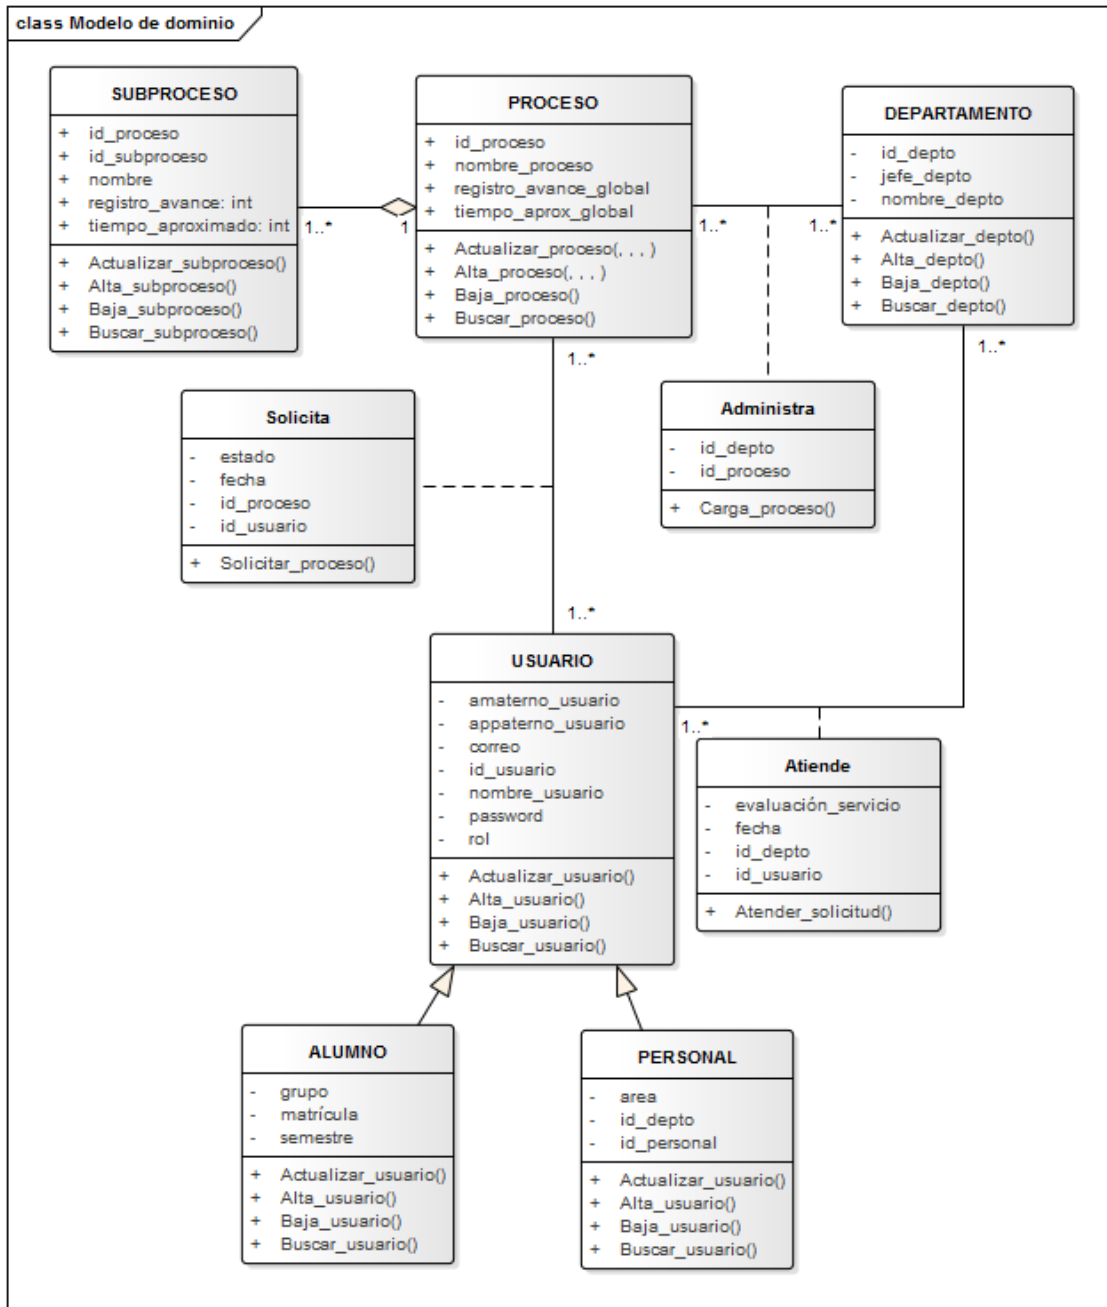 class Modelo de dominio
SUBPROCESO
+ id_proceso
+ id_subproceso
+ nombre
+ registro_avance: int
+ tiempo_aproximado: int
+ Actualizar_subproceso()
+ Alta_subproceso()
+ Baja_subproceso()
+ Buscar_subproceso()
1..*
1
PROCESO
+ id_proceso
+ nombre_proceso
+ registro_avance_global
+ tiempo_aprox_global
+ Actualizar_proceso(, , , )
+ Alta_proceso(, , , )
+ Baja_proceso()
+ Buscar_proceso()
1..*
1..*
DEPARTAMENTO
- id_depto
- jefe_depto
- nombre_depto
+ Actualizar_depto()
+ Alta_depto()
+ Baja_depto()
+ Buscar_depto()
1..*
1..*
Solicita
- estado
- fecha
- id_proceso
- id_usuario
+ Solicitar_proceso()
Administra
- id_depto
- id_proceso
+ Carga_proceso()
1..*
USUARIO
- amaterno_usuario
- appaterno_usuario
- correo
- id_usuario
- nombre_usuario
- password
- rol
+ Actualizar_usuario()
+ Alta_usuario()
+ Baja_usuario()
+ Buscar_usuario()
1..*
Atiende
- evaluación_servicio
- fecha
- id_depto
- id_usuario
+ Atender_solicitud()
ALUMNO
- grupo
- matrícula
- semestre
+ Actualizar_usuario()
+ Alta_usuario()
+ Baja_usuario()
+ Buscar_usuario()
PERSONAL
- area
- id_depto
- id_personal
+ Actualizar_usuario()
+ Alta_usuario()
+ Baja_usuario()
+ Buscar_usuario()